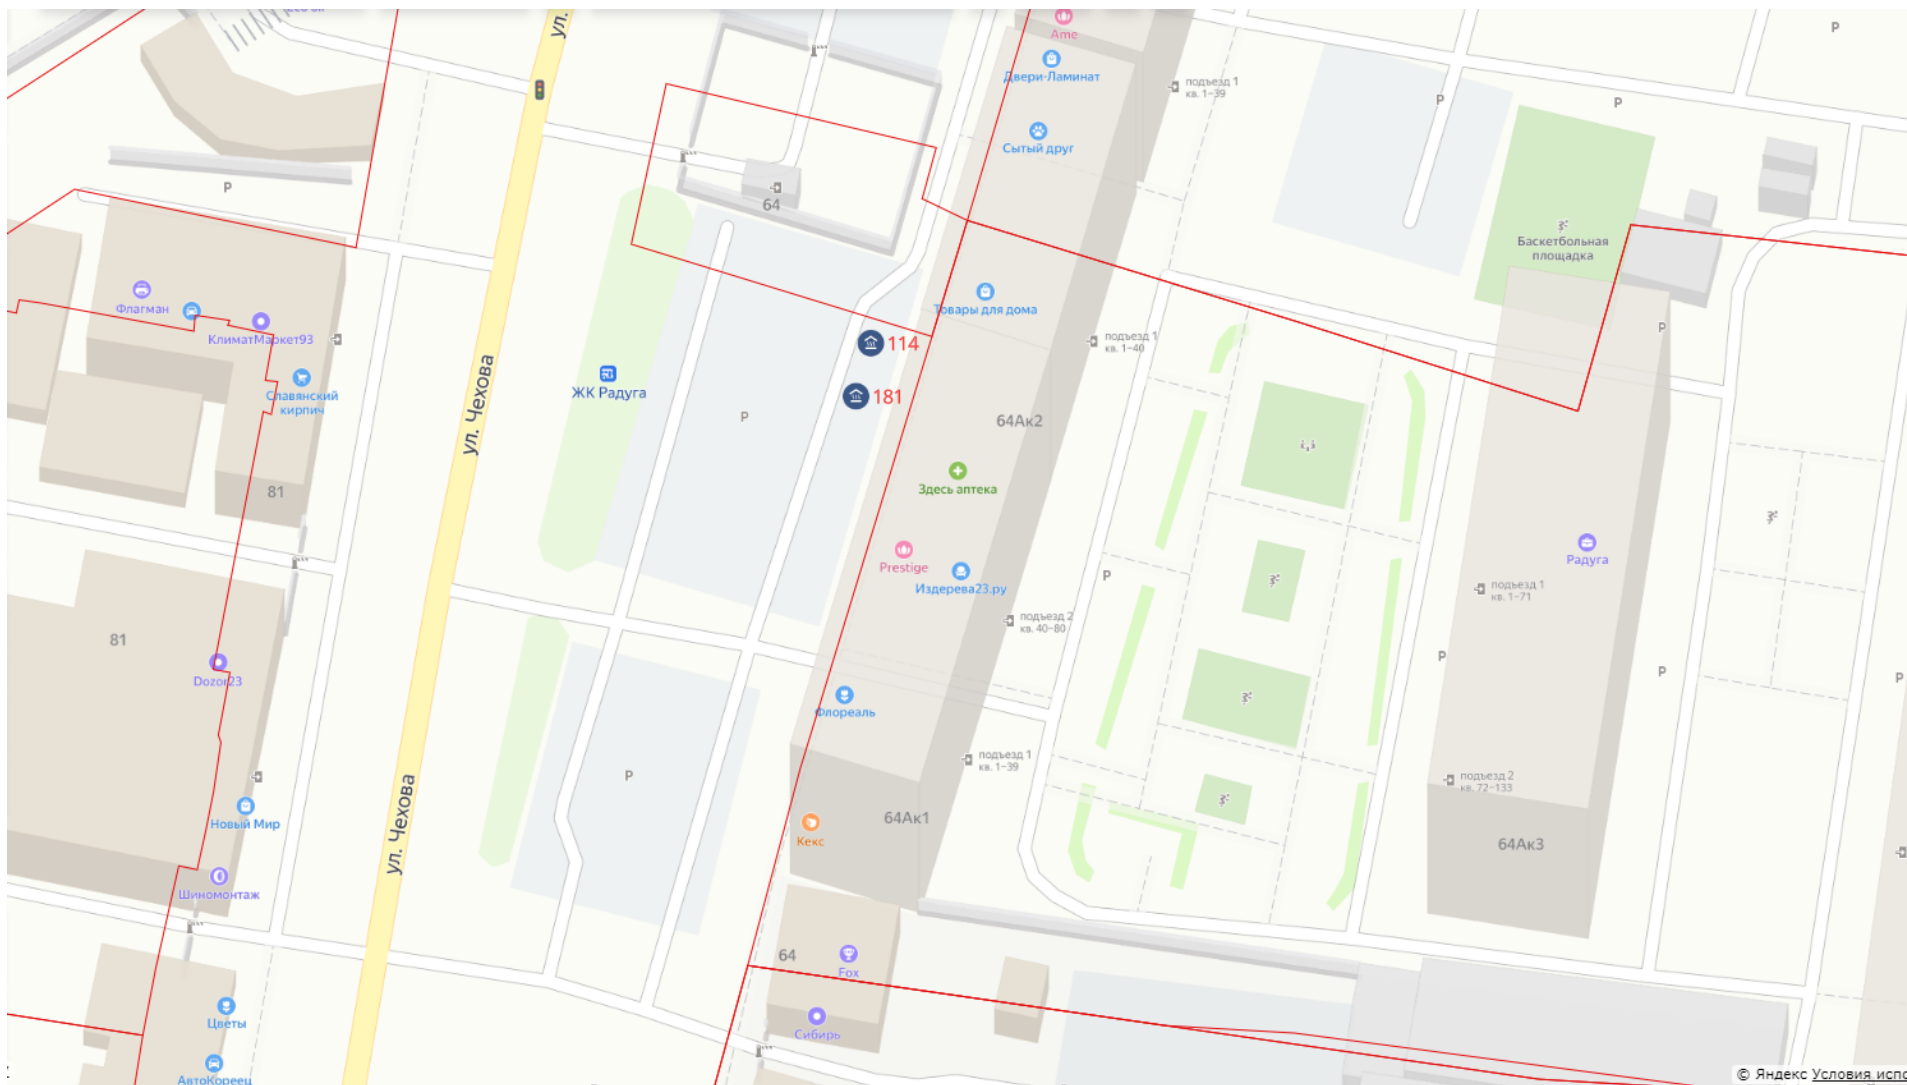 ул.
Ame
P
Двери-Ламинат
подъезд 1
кв. 1–39
P
P
Сытый друг
P
64
Баскетбольная
площадка
Флагман
Товары для дома
КлиматМаркет93
114
подъезд 1
кв. 1–40
P
ЖК Радуга
181
Славянский
кирпич
ул. Чехова
P
64Ак2
81
Здесь аптека
Prestige
Издерева23.ру
P
Радуга
подъезд 1
кв. 1–71
подъезд 2
кв. 40–80
81
P
P
P
Dozor23
Флореаль
подъезд 1
кв. 1–39
P
подъезд 2
кв. 72–133
ул. Чехова
Новый Мир
64Ак1
Кекс
64Ак3
Шиномонтаж
64
Fox
Цветы
Сибирь
АвтоКореец
© Яндекс Условия испо